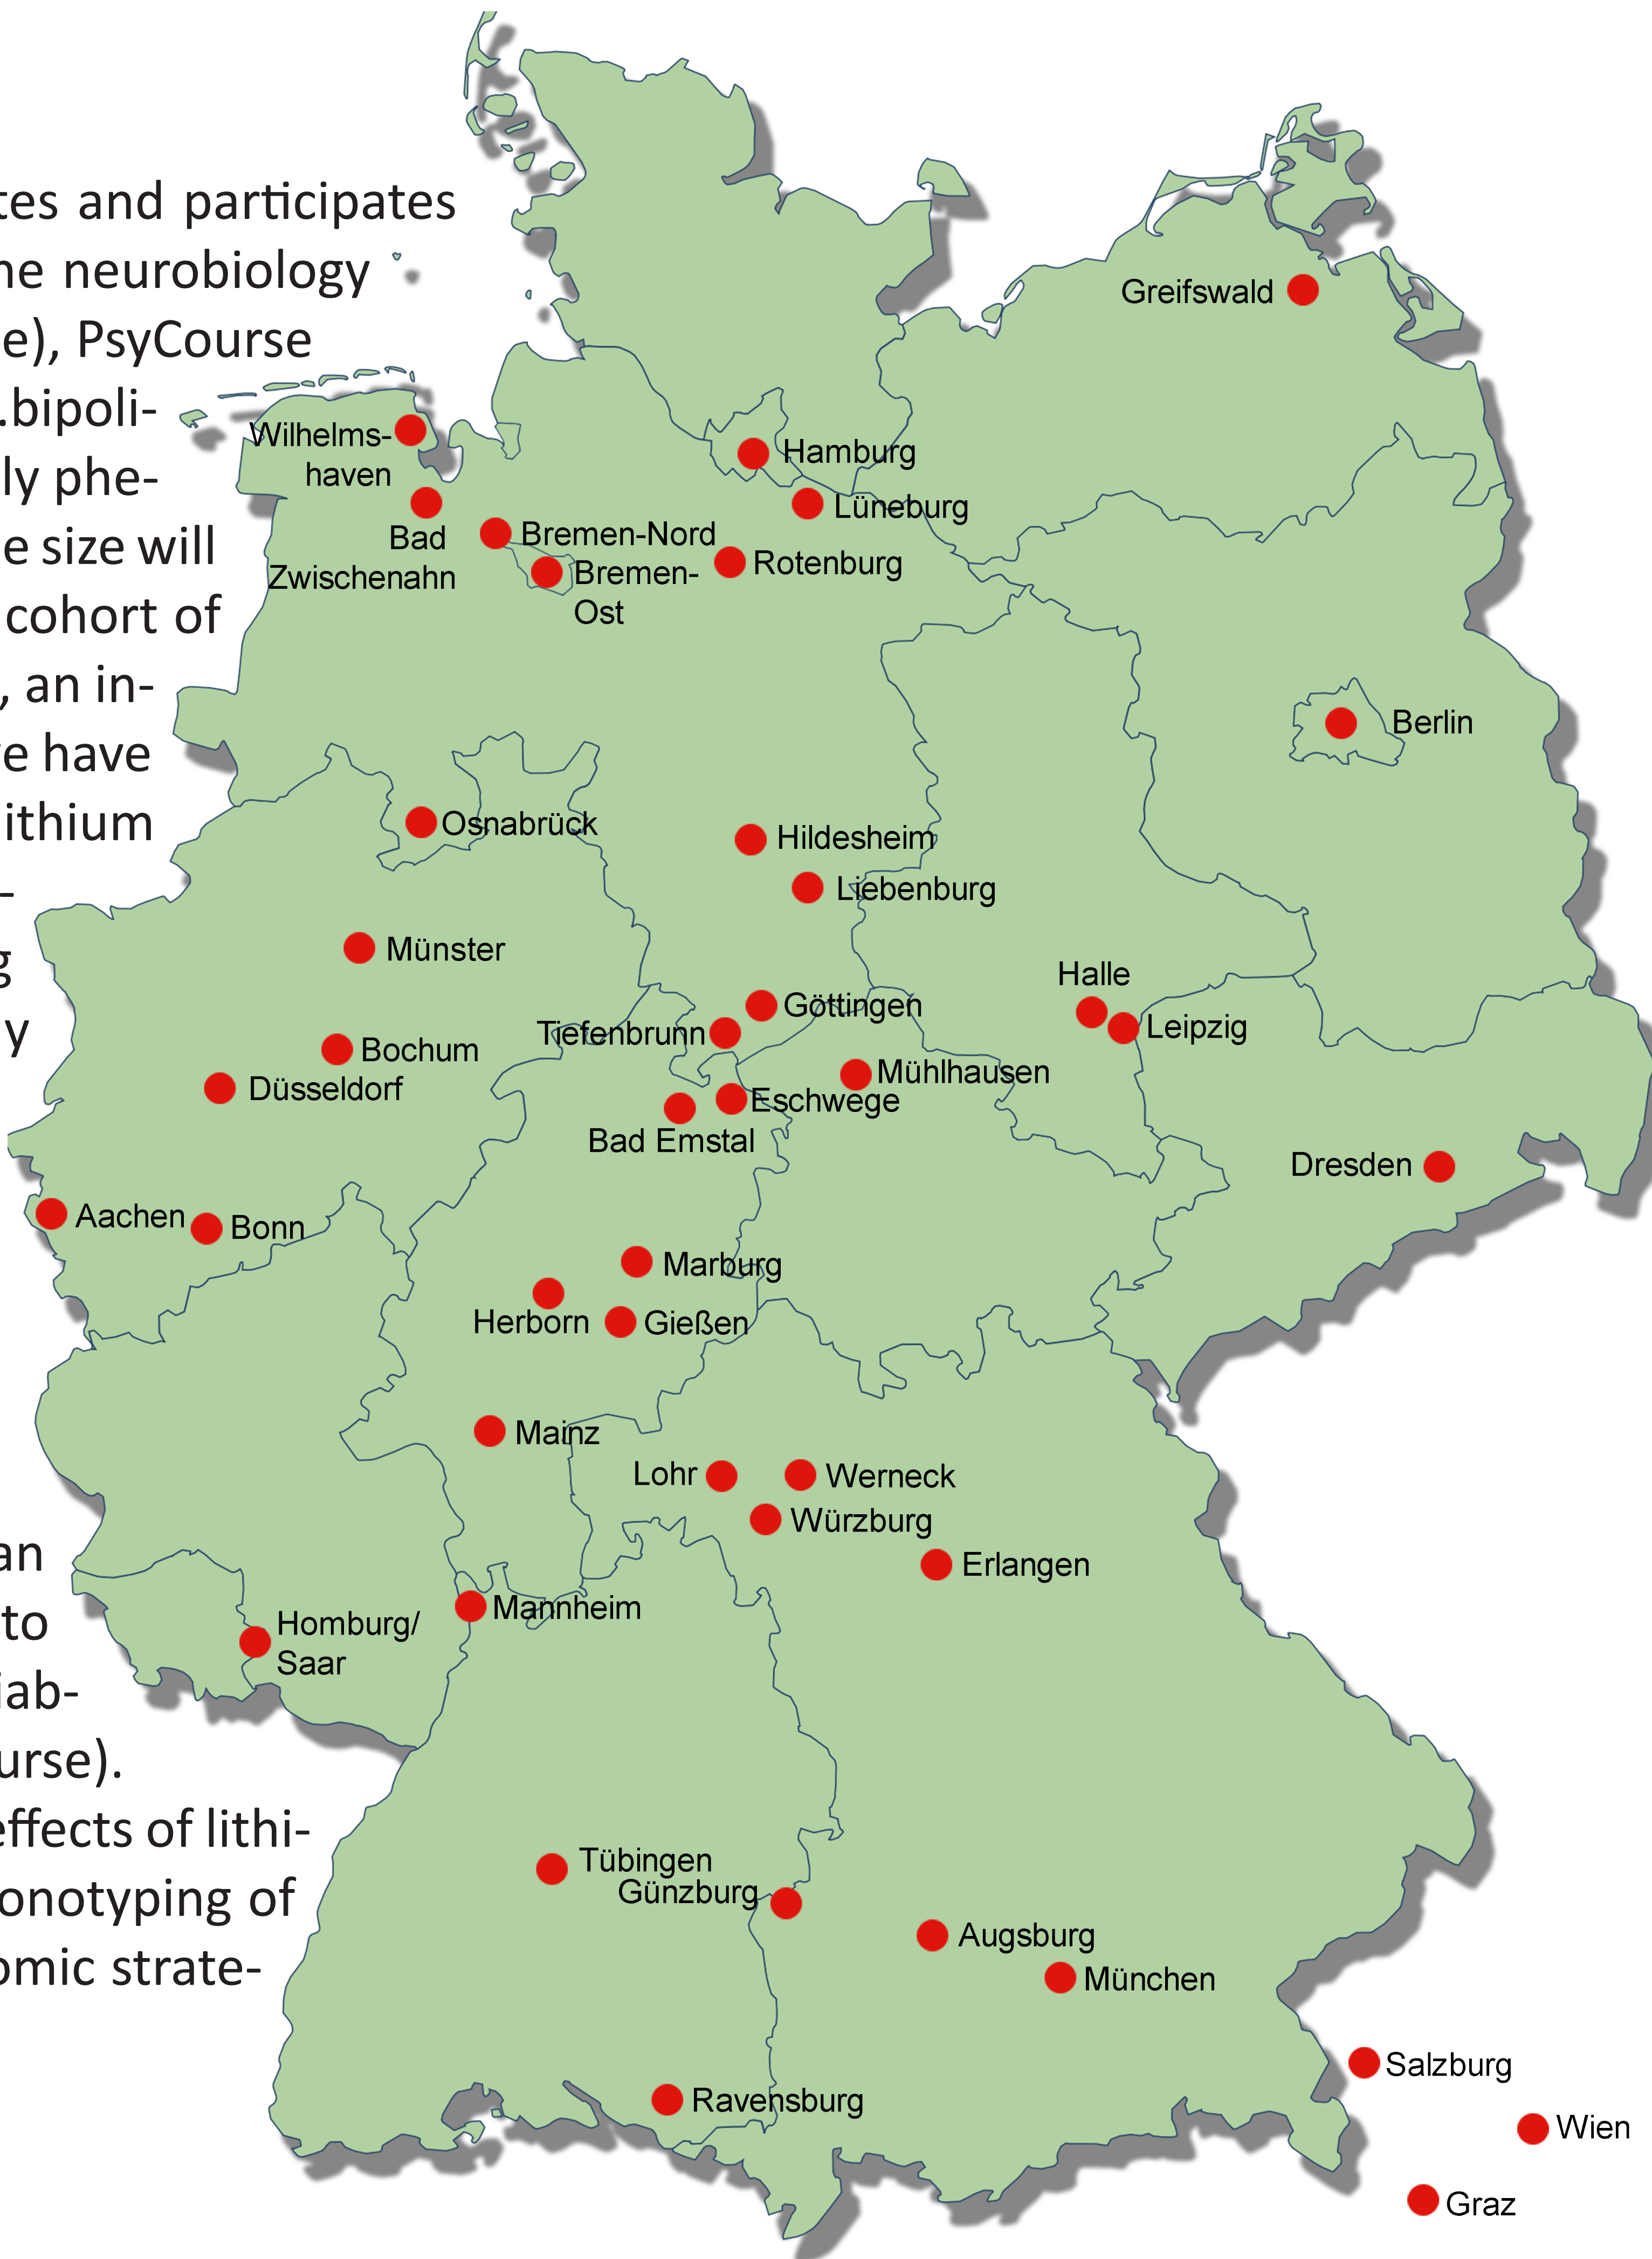 tes and participates
ne neurobiology
e), PsyCourse
.bipoli-
ly phe-
e size will
cohort of
, an in-
ve have
ithium
-
g
y
an
to
iab-
urse).
effects of lithi-
onotyping of
omic strate-
Greifswald
Wilhelms-
haven
Hamburg
Lüneburg
Bad
Zwischenahn
Bremen-Nord
Bremen-
Ost
Rotenburg
Berlin
Osnabrück
Hildesheim
Liebenburg
Münster
Halle
Göttingen
Leipzig
Tiefenbrunn
Bochum
Mühlhausen
Düsseldorf
Eschwege
Bad Emstal
Dresden
Aachen
Bonn
Marburg
Herborn
Gießen
Mainz
Lohr
Werneck
Würzburg
Erlangen
Mannheim
Homburg/
Saar
Tübingen
Günzburg
Augsburg
München
Salzburg
Ravensburg
Wien
Graz